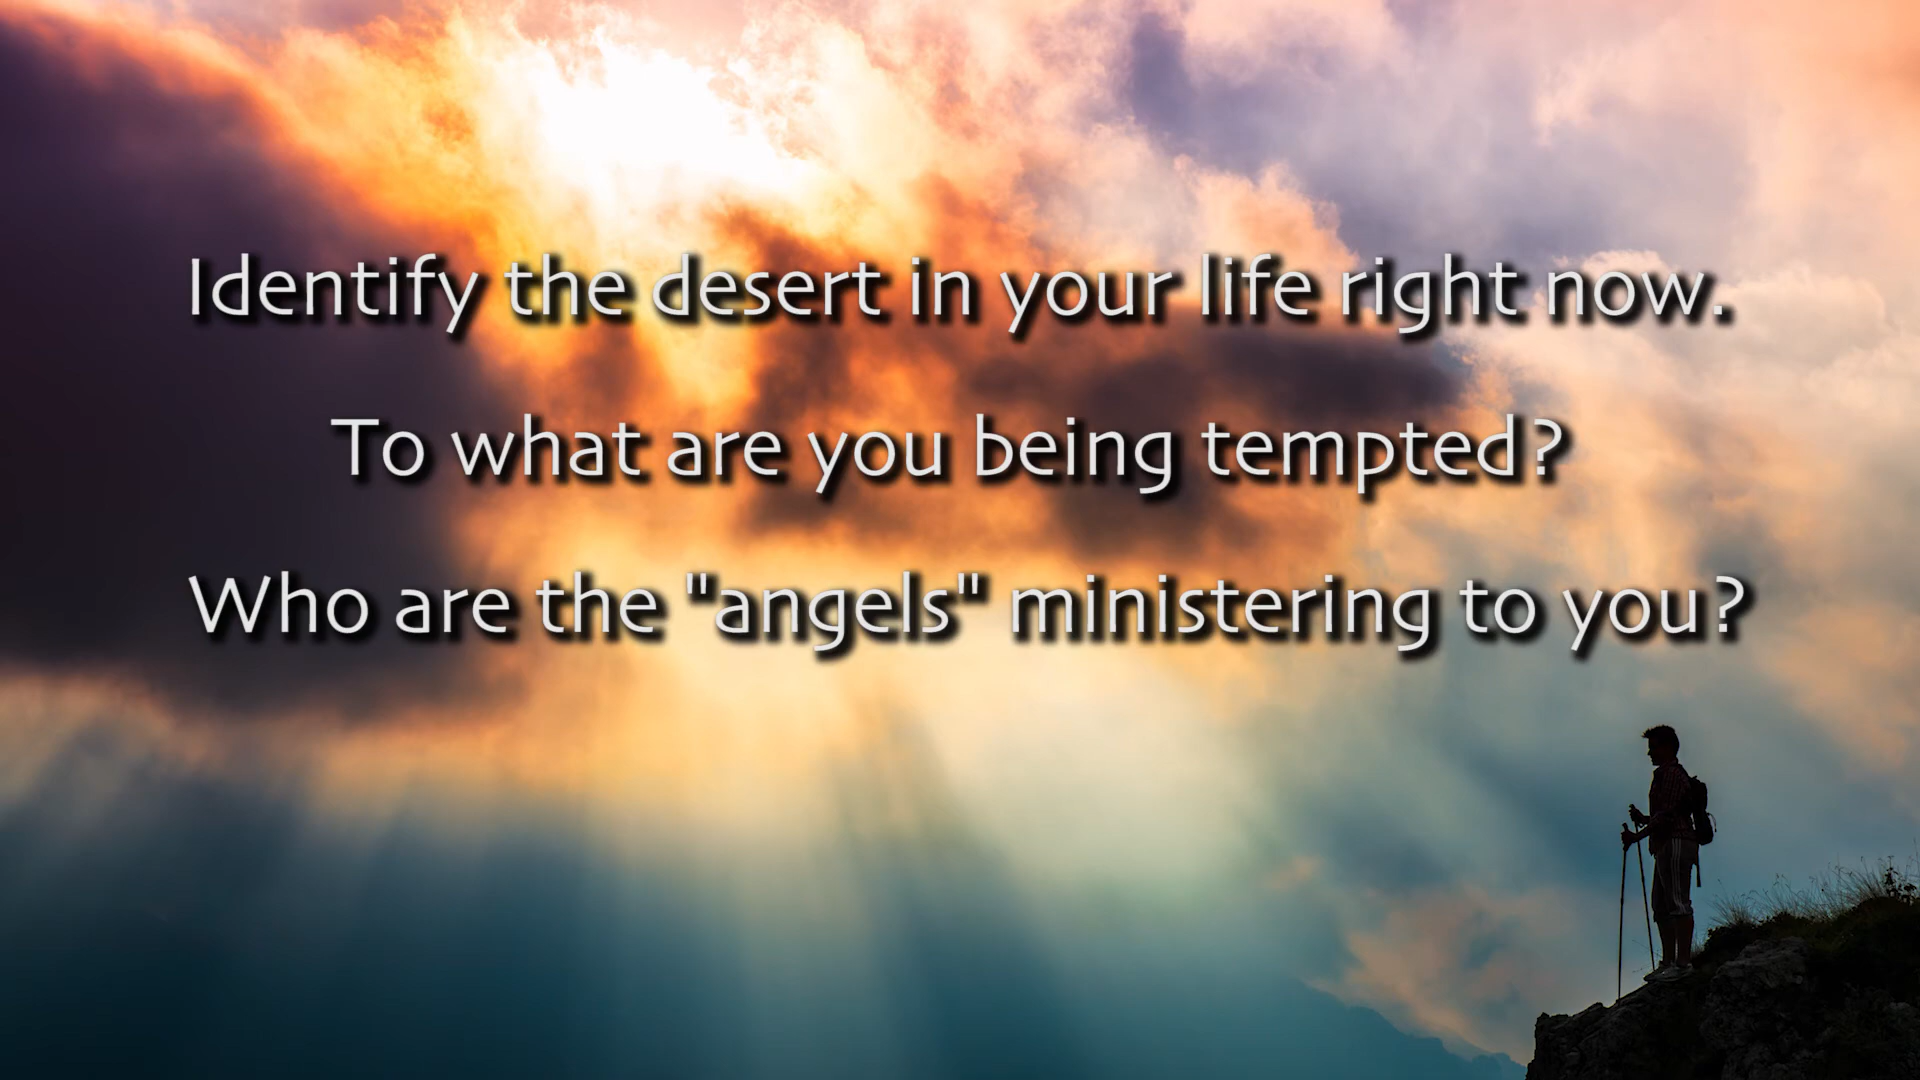 Identify the desert in your life right now.
To what are you being tempted?
Who are the "angels" ministering to you?